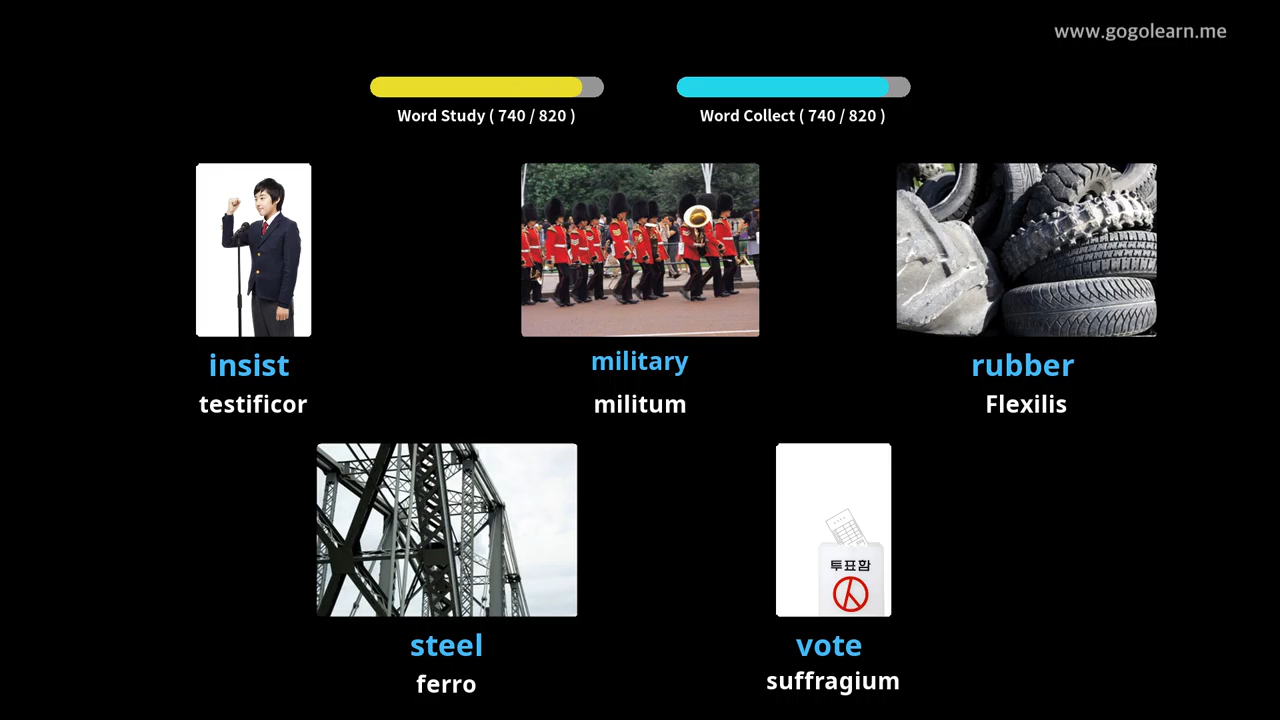 www.gogolearn.me
Word Study ( 740 / 820 )
Word Collect ( 740 / 820 )
insist
testificor
military
militum
rubber
Flexilis
투표함
steel
ferro
vote
suffragium